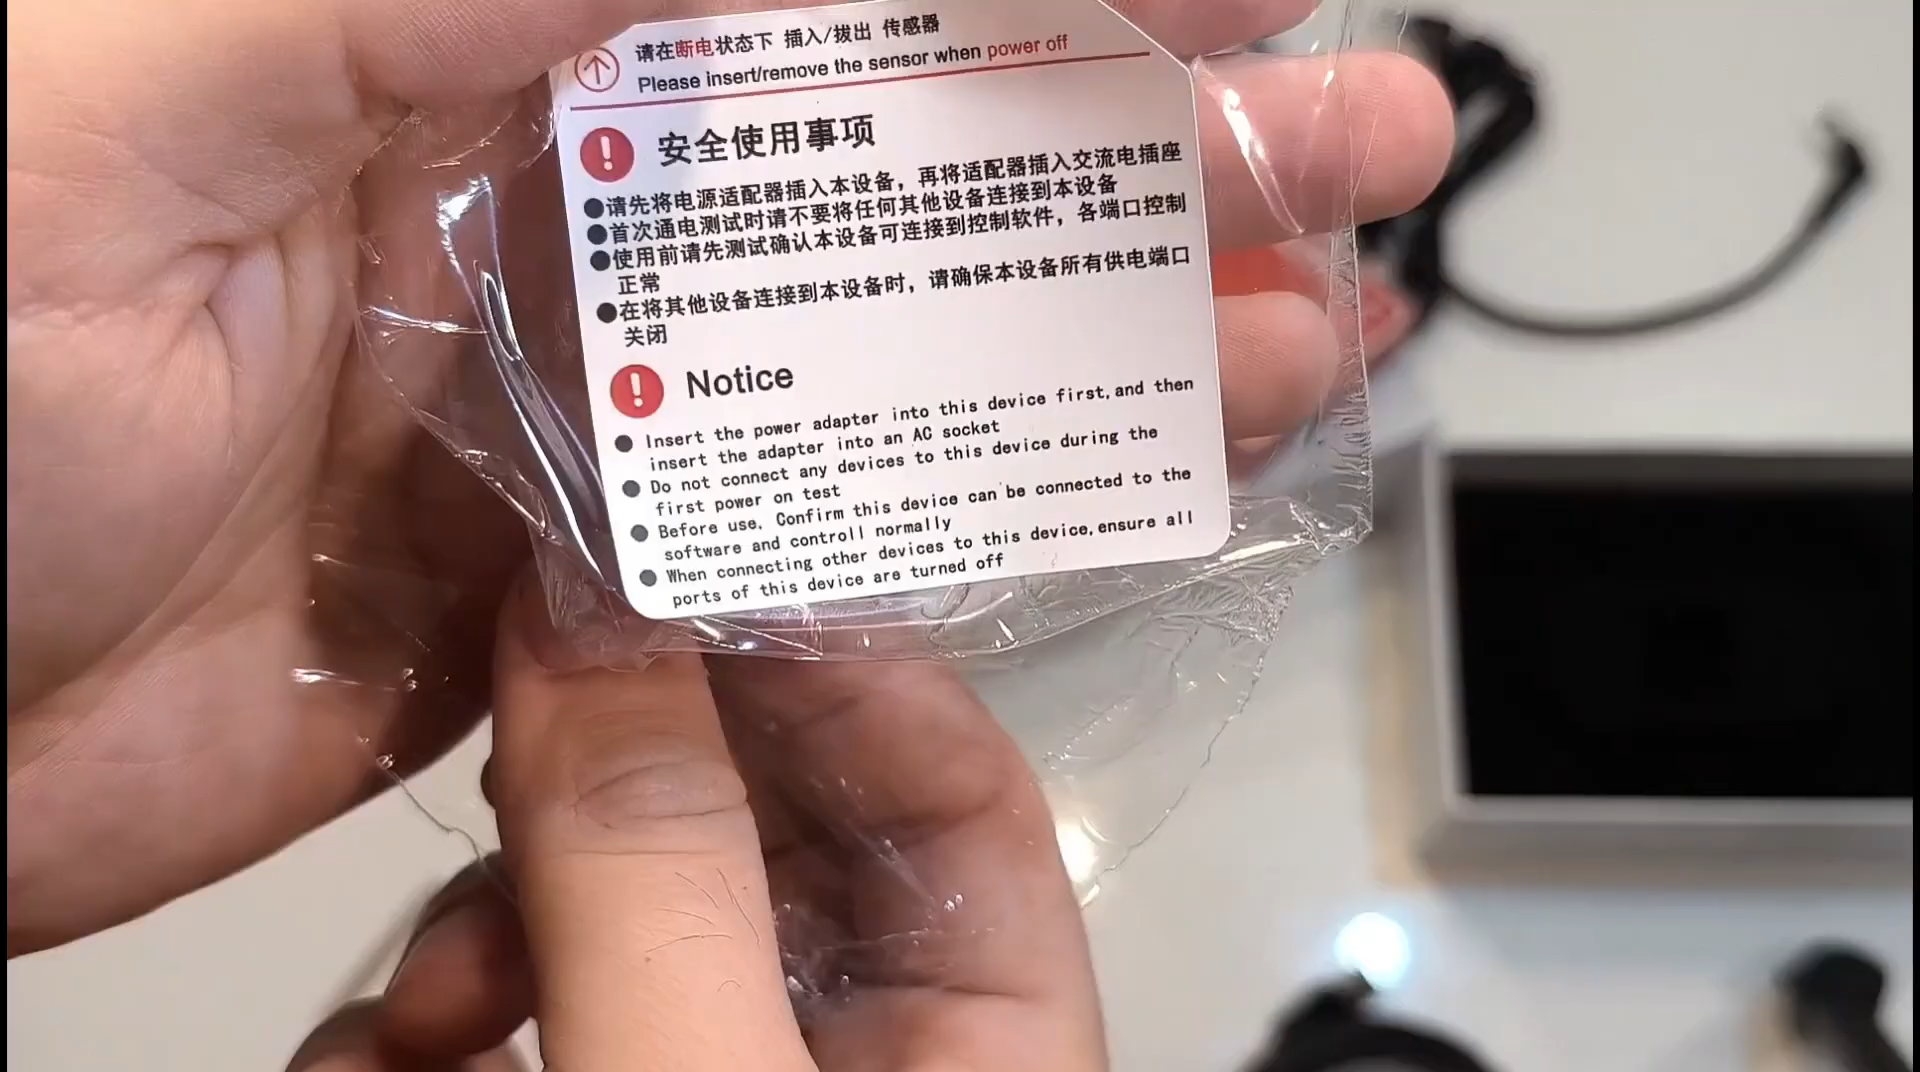 请在断电状态下 插入/拔出 传感器
Please insert/remove the sensor when power off
安全使用事项
●请先将电源适配器插入本设备，再将适配器插入交流电插座
●首次通电测试时请不要将任何其他设备连接到本设备
●使用前请先测试确认本设备可连接到控制软件，各端口控制
正常
●在将其他设备连接到本设备时，请确保本设备所有供电端口
关闭
Notice
● Insert the power adapter into this device first, and then
insert the adapter into an AC socket
● Do not connect any devices to this device during the
first power on test
● Before use. Confirm this device can be connected to the
software and controll normally
● When connecting other devices to this device, ensure all
ports of this device are turned off